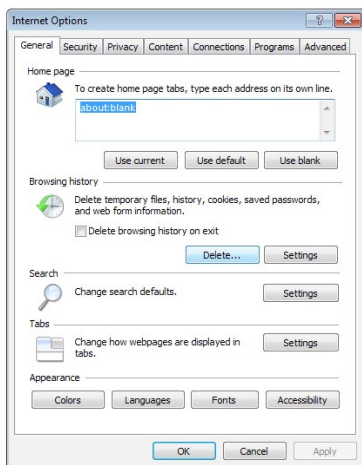 Internet Options
General Security Privacy Content Connections Programs Advanced
Home page
To create home page tabs, type each address on its own line.
about:blank
Use current Use default Use blank
Browsing history
Delete temporary files, history, cookies, saved passwords,
and web form information.
Delete browsing history on exit
Delete... Settings
Search
Change search defaults. Settings
Tabs
Change how webpages are displayed in
tabs.
Settings
Appearance
Colors Languages Fonts Accessibility
OK Cancel Apply